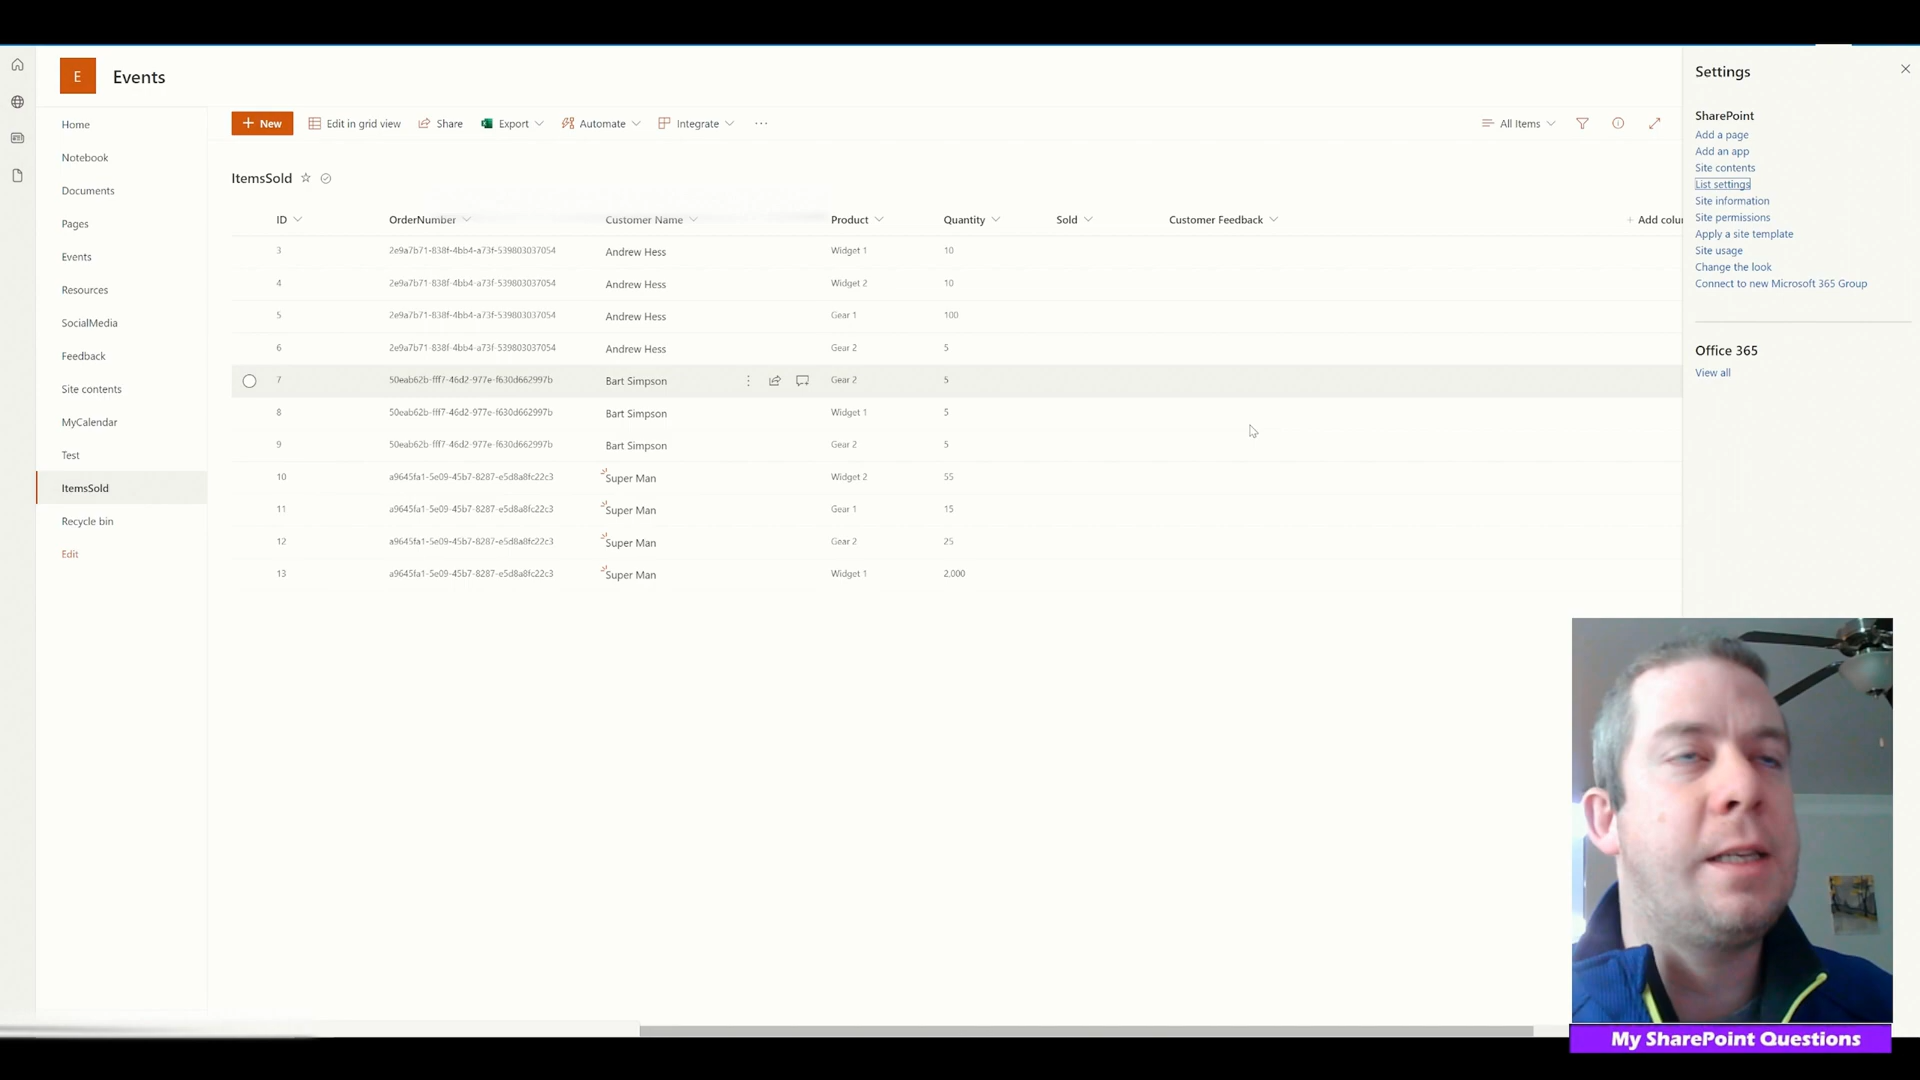 E
Events
Home
Notebook
Documents
Pages
Events
Resources
SocialMedia
Feedback
Site contents
MyCalendar
Test
ItemsSold
Recycle bin
Edit
+ New
Edit in grid view
Share
Export
Automate
Integrate
...
All Items
ItemsSold
ID OrderNumber Customer Name Product Quantity Sold Customer Feedback + Add colu
3 2e9a7b71-838f-4bb4-a73f-539803037054 Andrew Hess Widget 1 10
4 2e9a7b71-838f-4bb4-a73f-539803037054 Andrew Hess Widget 2 10
5 2e9a7b71-838f-4bb4-a73f-539803037054 Andrew Hess Gear 1 100
6 2e9a7b71-838f-4bb4-a73f-539803037054 Andrew Hess Gear 2 5
7 50eab62b-fff7-46d2-977e-f630d662997b Bart Simpson Gear 2 5
8 50eab62b-fff7-46d2-977e-f630d662997b Bart Simpson Widget 1 5
9 50eab62b-fff7-46d2-977e-f630d662997b Bart Simpson Gear 2 5
10 a9645fa1-5e09-45b7-8287-e5d8a8fc22c3 Super Man Widget 2 55
11 a9645fa1-5e09-45b7-8287-e5d8a8fc22c3 Super Man Gear 1 15
12 a9645fa1-5e09-45b7-8287-e5d8a8fc22c3 Super Man Gear 2 25
13 a9645fa1-5e09-45b7-8287-e5d8a8fc22c3 Super Man Widget 1 2,000
Settings
SharePoint
Add a page
Add an app
Site contents
List settings
Site information
Site permissions
Apply a site template
Site usage
Change the look
Connect to new Microsoft 365 Group
Office 365
View all
My SharePoint Questions